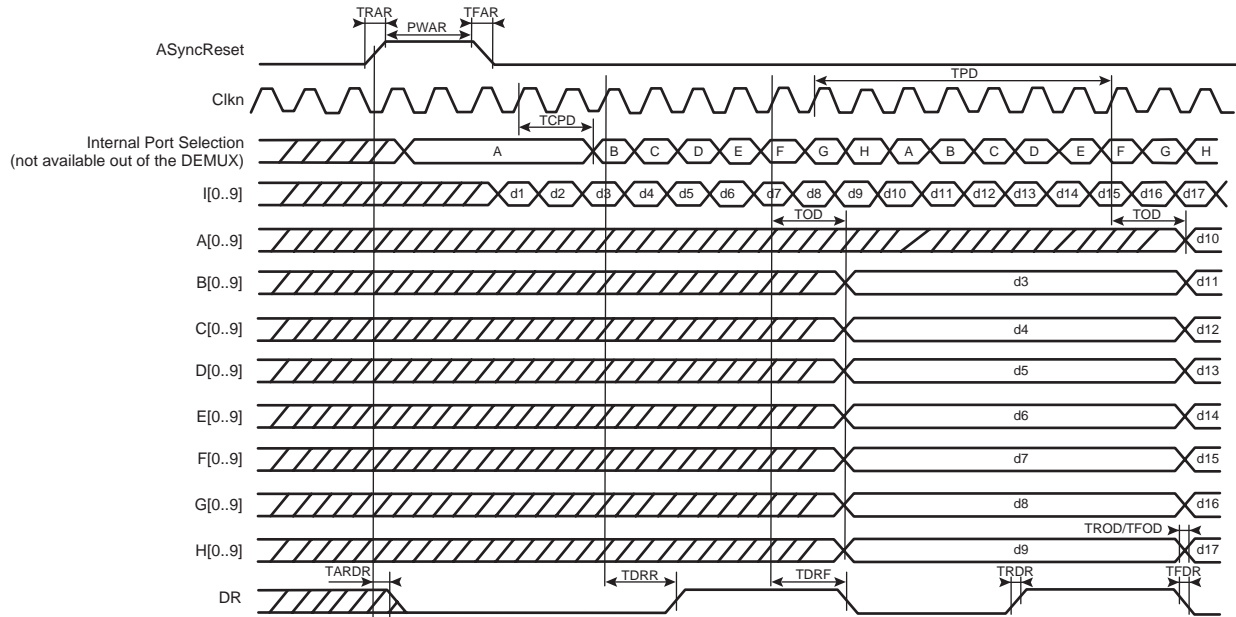 TRAR PWAR TFAR
ASyncReset
TPD
Clkn
TCPD
Internal Port Selection
(not available out of the DEMUX)
A B C D E F G H A B C D E F G H
I[0..9] d1 d2 d3 d4 d5 d6 d7 d8 d9 d10 d11 d12 d13 d14 d15 d16 d17
TOD TOD
A[0..9] d10
B[0..9] d3 d11
C[0..9] d4 d12
D[0..9] d5 d13
E[0..9] d6 d14
F[0..9] d7 d15
G[0..9] d8 d16
TROD/TFOD
H[0..9] d9 d17
TARDR TDRR TDRF TRDR TFDR
DR